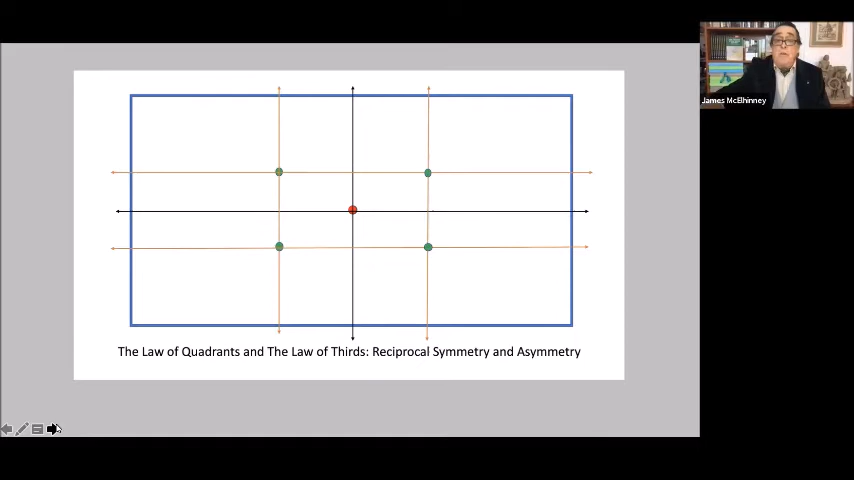 James McElhinney
The Law of Quadrants and The Law of Thirds: Reciprocal Symmetry and Asymmetry